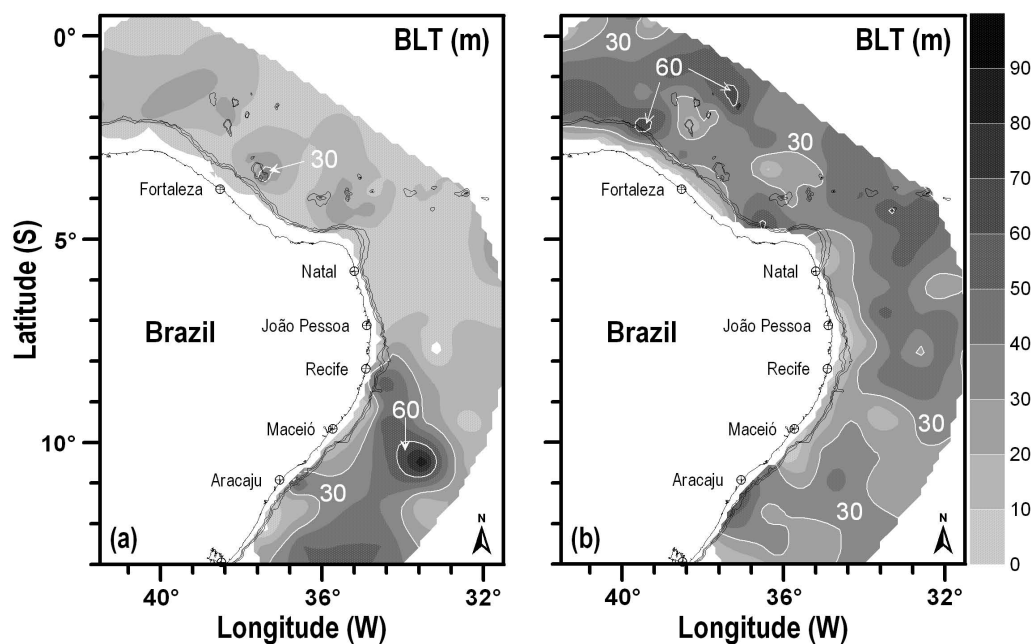 BLT (m)
BLT (m)
0°
5°
10°
Latitude (S)
30
60
30
Fortaleza
Natal
João Pessoa
Brazil
Recife
Maceió
Aracaju
(a)
N
30
60
30
30
30
Fortaleza
Natal
João Pessoa
Brazil
Recife
Maceió
Aracaju
(b)
N
90
80
70
60
50
40
30
20
10
0
40°
36°
32°
40°
36°
32°
Longitude (W)
Longitude (W)